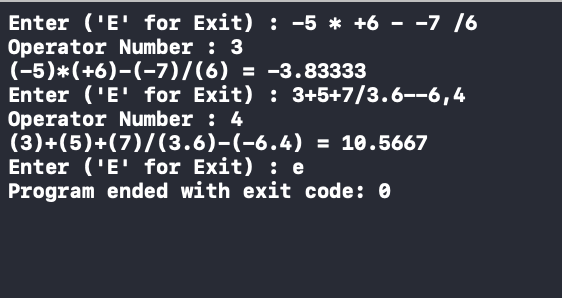 Enter ('E' for Exit) : -5 * +6 - -7 /6
Operator Number : 3
(-5)*(+6)-(-7)/(6) = -3.83333
Enter ('E' for Exit) : 3+5+7/3.6--6,4
Operator Number : 4
(3)+(5)+(7)/(3.6)-(-6.4) = 10.5667
Enter ('E' for Exit) : e
Program ended with exit code: 0